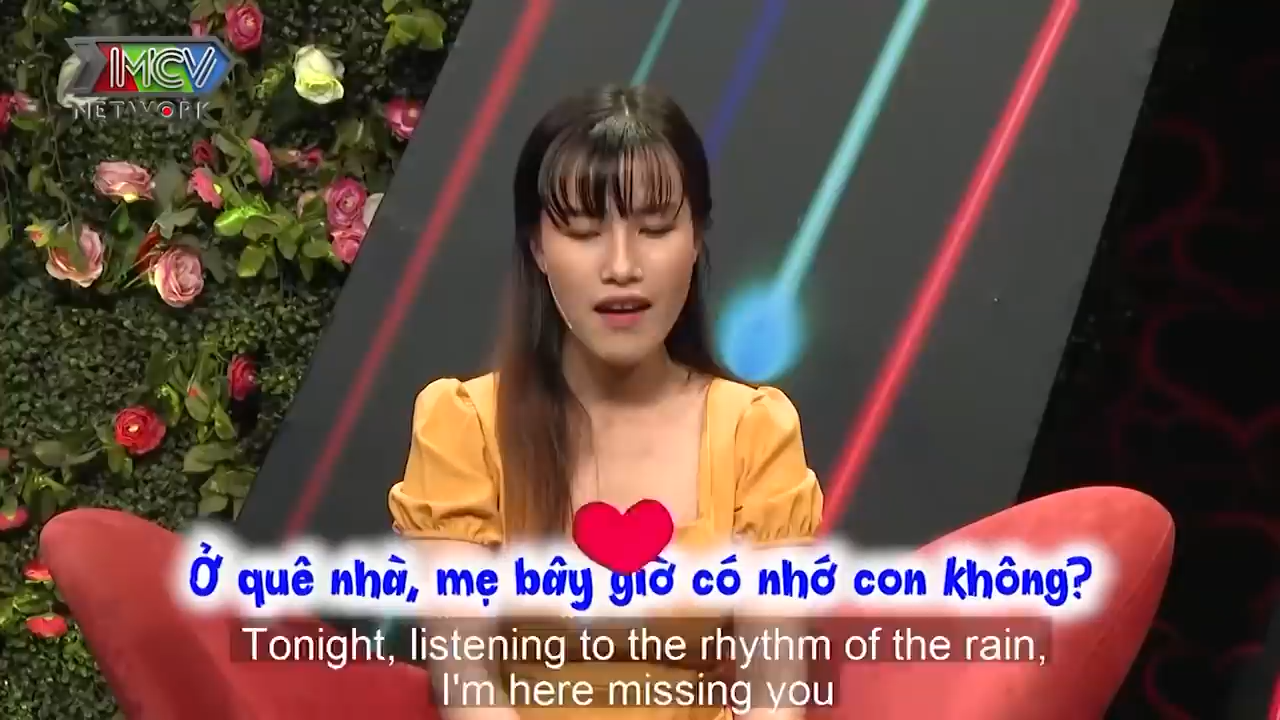 MCV
NETWORK
Ở quê nhà, mẹ bây giờ có nhớ con không?
Tonight, listening to the rhythm of the rain,
I'm here missing you